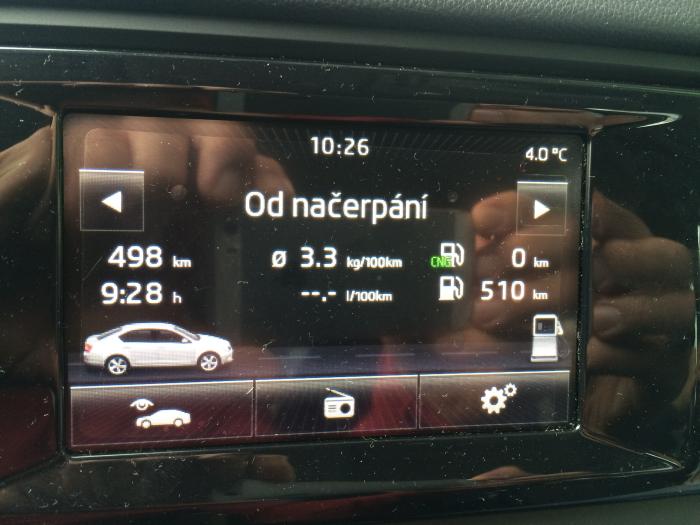 10:26
4.0 °C
Od načerpání
498 km ø 3.3 kg/100km CNG 0 km
9:28 h --.- l/100km 510 km